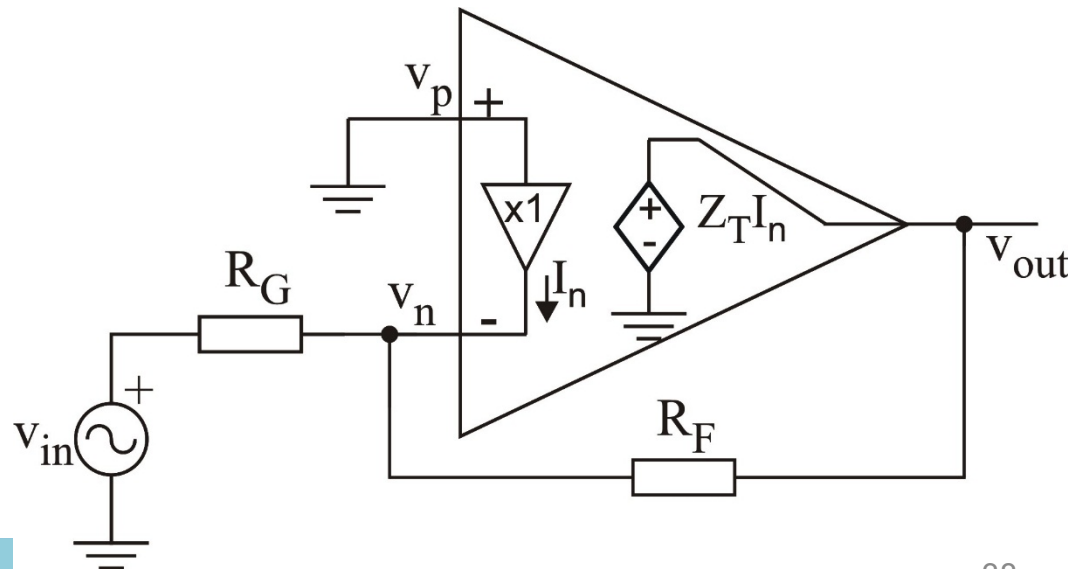 v_p
+
x1
+
-
Z_T I_n
v_out
R_G
v_n
-
I_n
+
v_in
R_F